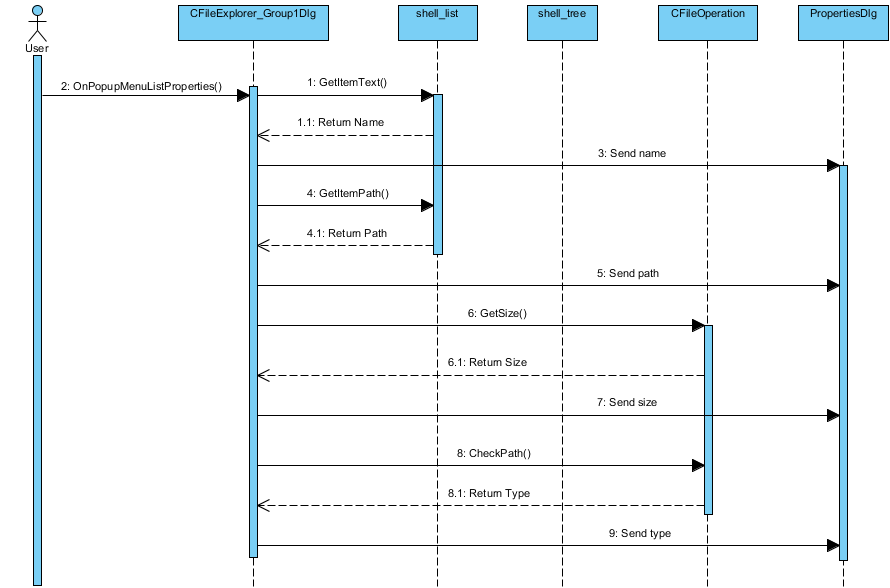 CFileExplorer_Group1Dlg
shell_list
shell_tree
CFileOperation
PropertiesDlg
User
2: OnPopupMenuListProperties()
1: GetItemText()
1.1: Return Name
3: Send name
4: GetItemPath()
4.1: Return Path
5: Send path
6: GetSize()
6.1: Return Size
7: Send size
8: CheckPath()
8.1: Return Type
9: Send type